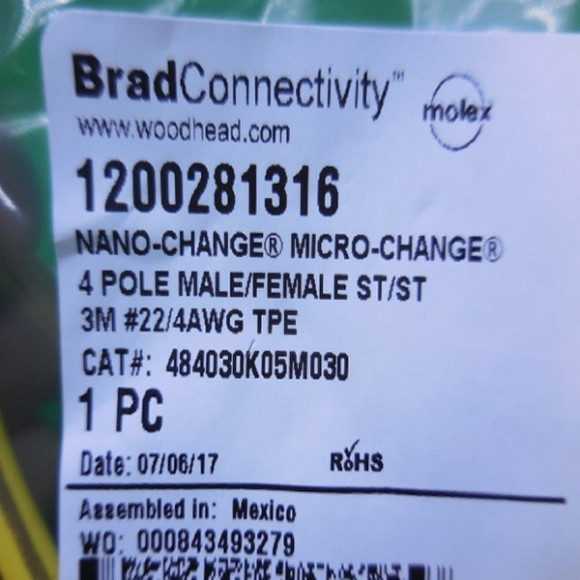 BradConnectivity™
molex
www.woodhead.com
1200281316
NANO-CHANGE® MICRO-CHANGE®
4 POLE MALE/FEMALE ST/ST
3M #22/4AWG TPE
CAT#: 484030K05M030
1 PC
Date: 07/06/17 RoHS
Assembled in: Mexico
WO: 000843493279